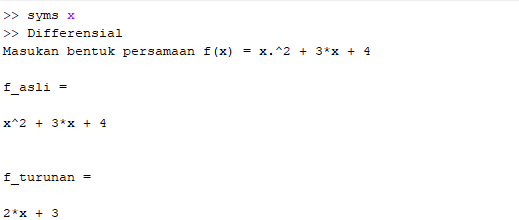 >> syms x
>> Differensial
Masukan bentuk persamaan f(x) = x.^2 + 3*x + 4
f_asli =
x^2 + 3*x + 4
f_turunan =
2*x + 3